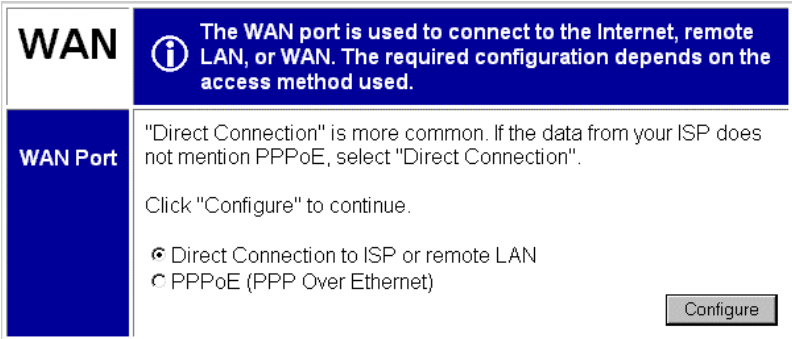 WAN
The WAN port is used to connect to the Internet, remote
LAN, or WAN. The required configuration depends on the
access method used.
WAN Port
"Direct Connection" is more common. If the data from your ISP does
not mention PPPoE, select "Direct Connection".
Click "Configure" to continue.
Direct Connection to ISP or remote LAN
PPPoE (PPP Over Ethernet)
Configure